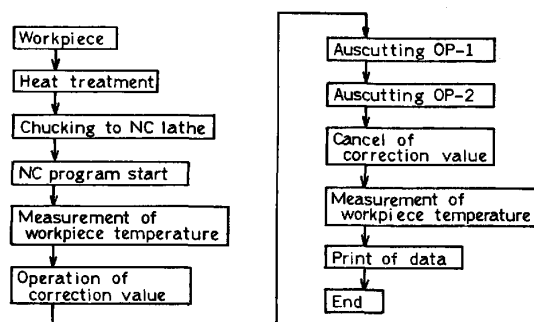 Workpiece
Heat treatment
Chucking to NC lathe
NC program start
Measurement of
workpiece temperature
Operation of
correction value
Auscutting OP-1
Auscutting OP-2
Cancel of
correction value
Measurement of
workpiece temperature
Print of data
End